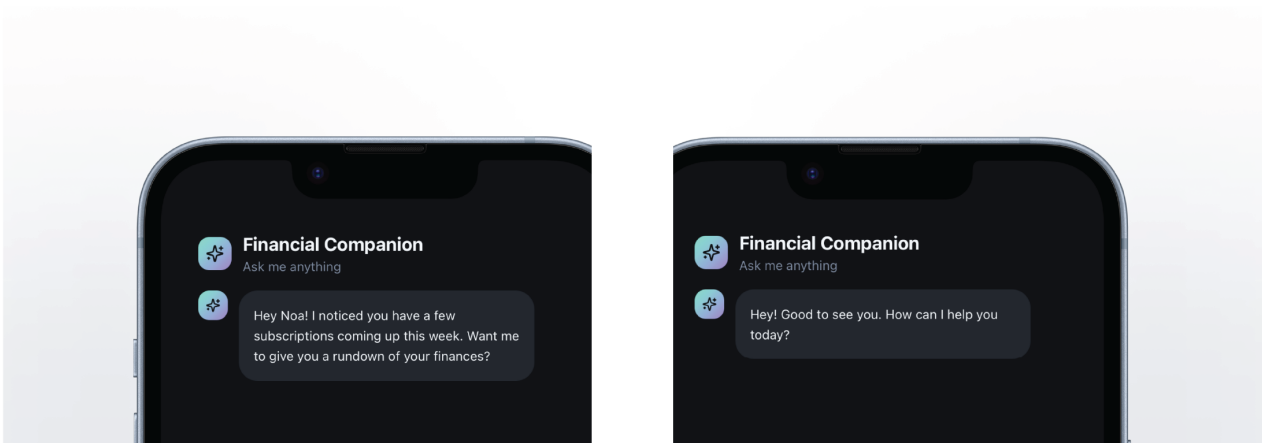 Financial Companion
Ask me anything
Hey Noa! I noticed you have a few
subscriptions coming up this week. Want me
to give you a rundown of your finances?
Financial Companion
Ask me anything
Hey! Good to see you. How can I help you
today?